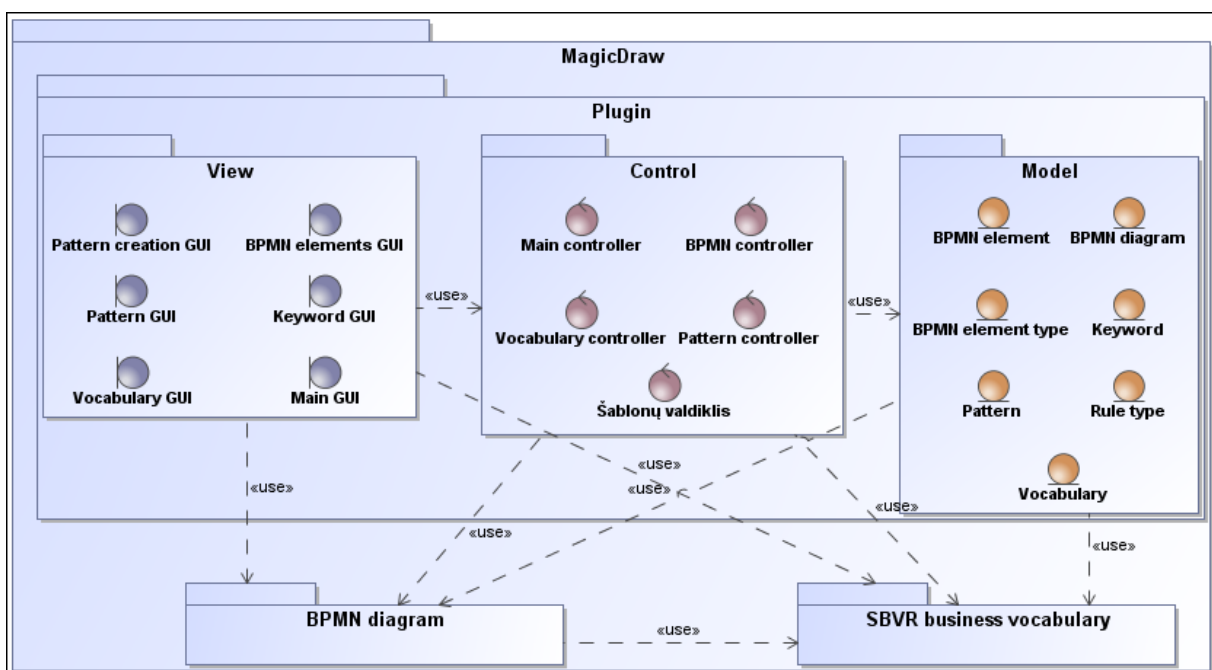 MagicDraw
Plugin
View
Pattern creation GUI
BPMN elements GUI
Pattern GUI
Keyword GUI
Vocabulary GUI
Main GUI
«use»
Control
Main controller
BPMN controller
Vocabulary controller
Pattern controller
Šablonų valdiklis
«use»
Model
BPMN element
BPMN diagram
BPMN element type
Keyword
Pattern
Rule type
Vocabulary
«use»
«use»
«use»
«use»
«use»
«use»
BPMN diagram
«use»
SBVR business vocabulary